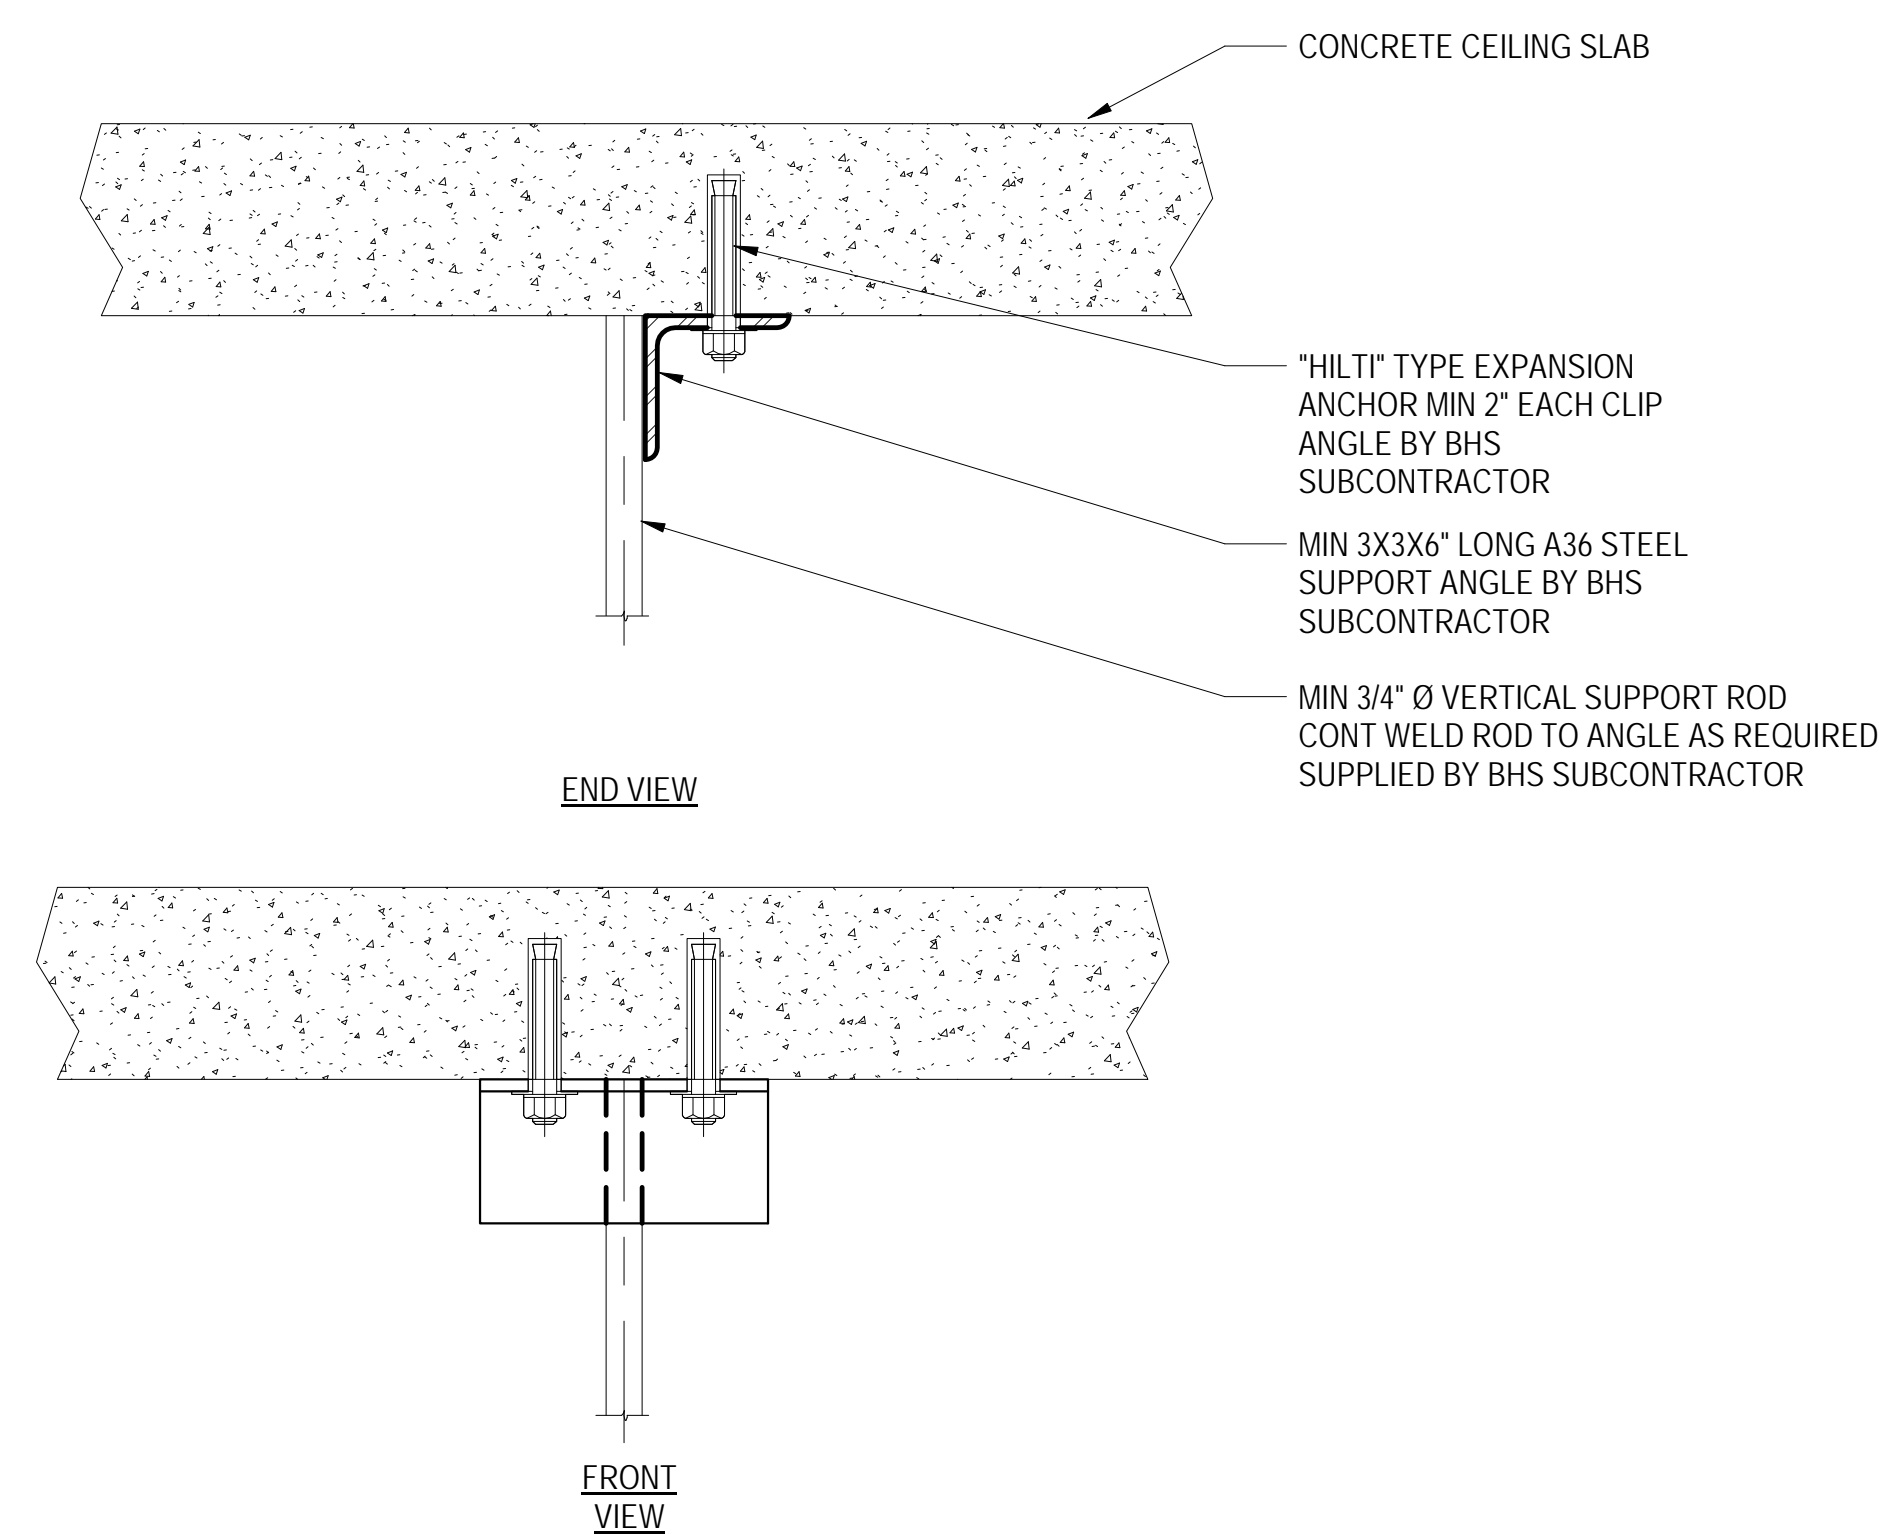 CONCRETE CEILING SLAB
"HILTI" TYPE EXPANSION
ANCHOR MIN 2" EACH CLIP
ANGLE BY BHS
SUBCONTRACTOR
MIN 3X3X6" LONG A36 STEEL
SUPPORT ANGLE BY BHS
SUBCONTRACTOR
MIN 3/4" Ø VERTICAL SUPPORT ROD
CONT WELD ROD TO ANGLE AS REQUIRED
SUPPLIED BY BHS SUBCONTRACTOR
END VIEW
FRONT
VIEW